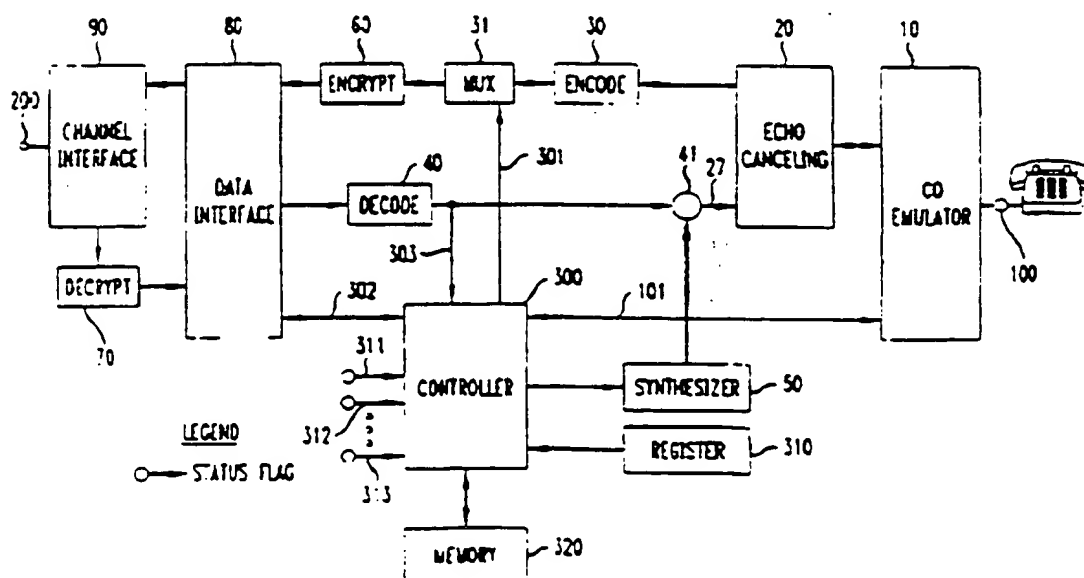 90
80
60
31
30
20
10
ENCRYPT
MUX
ENCODE
200
CHANNEL
INTERFACE
DATA
INTERFACE
301
ECHO
CANCELING
40
DECODE
41
27
CO
EMULATOR
303
100
DECRYPT
70
302
300
101
311
312
313
CONTROLLER
SYNTHESIZER
50
REGISTER
310
LEGEND
STATUS FLAG
MEMORY
320